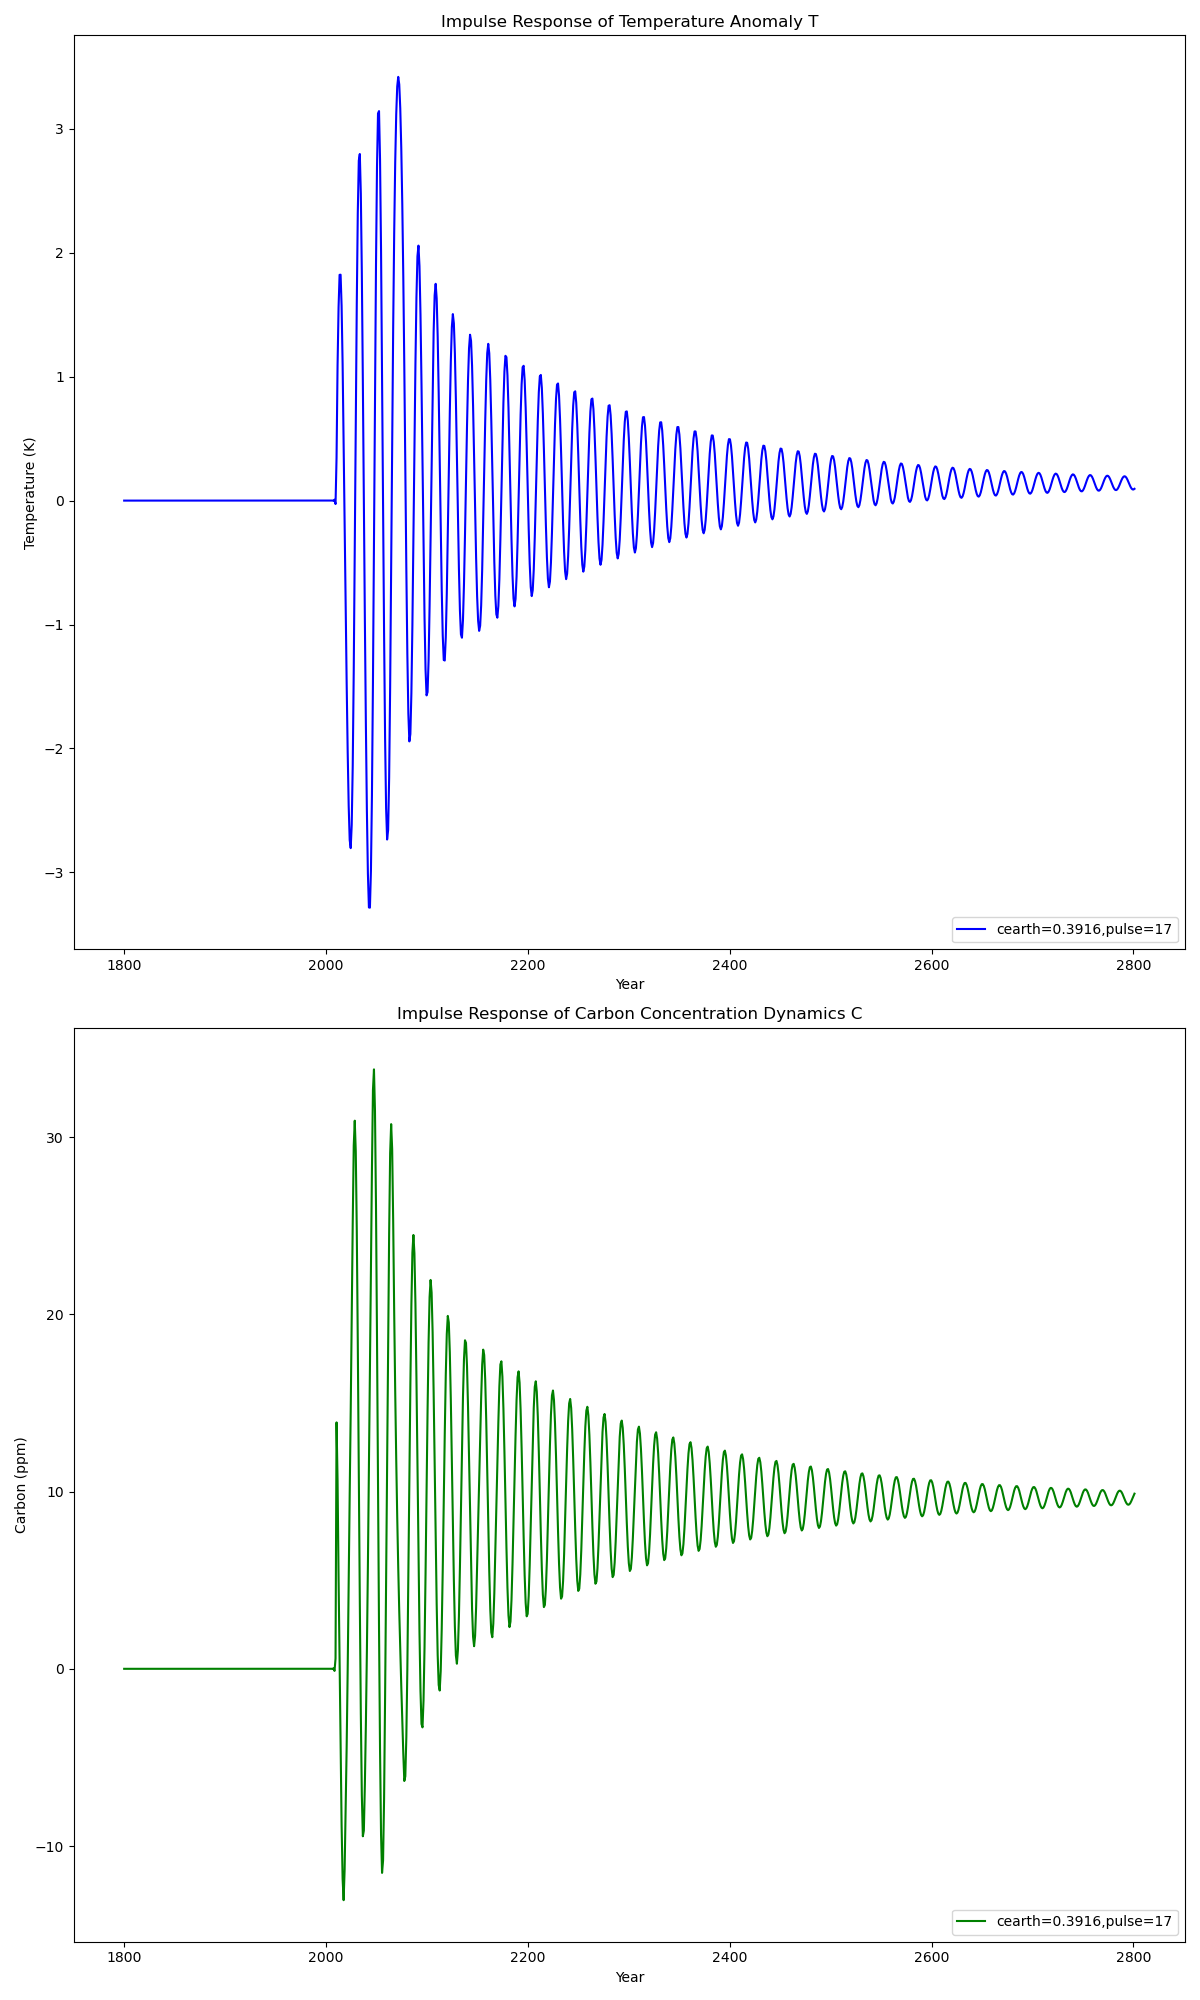 Impulse Response of Temperature Anomaly T
Temperature (K)
3
2
1
0
−1
−2
−3
cearth=0.3916,pulse=17
1800 2000 2200 2400 2600 2800
Year
Impulse Response of Carbon Concentration Dynamics C
Carbon (ppm)
30
20
10
0
−10
cearth=0.3916,pulse=17
1800 2000 2200 2400 2600 2800
Year